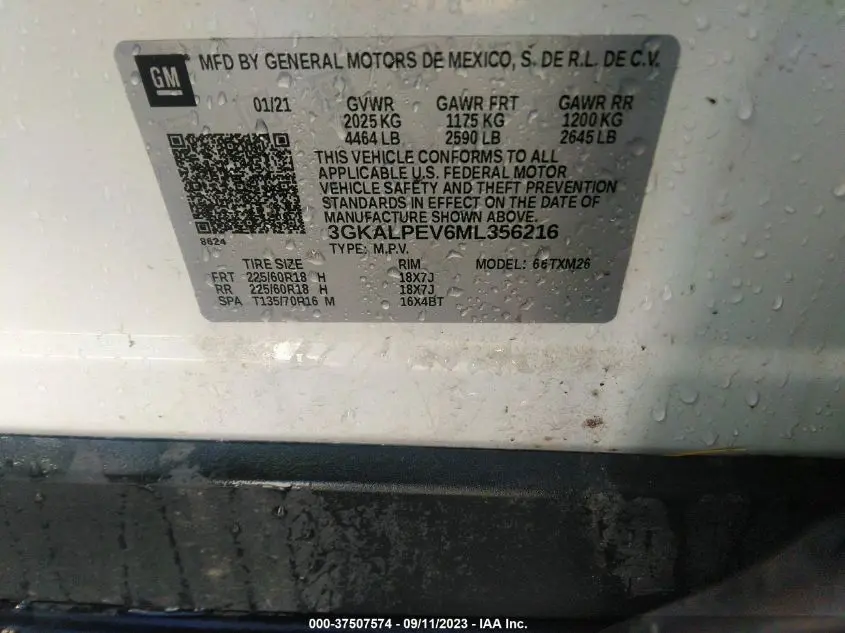 GM
MFD BY GENERAL MOTORS DE MEXICO, S. DE R.L. DE C.V.
01/21 GVWR GAWR FRT GAWR RR
2025 KG 1175 KG 1200 KG
4464 LB 2590 LB 2645 LB
THIS VEHICLE CONFORMS TO ALL
APPLICABLE U.S. FEDERAL MOTOR
VEHICLE SAFETY AND THEFT PREVENTION
STANDARDS IN EFFECT ON THE DATE OF
MANUFACTURE SHOWN ABOVE.
8624 3GKALPEV6ML356216
TYPE: M.P.V.
TIRE SIZE RIM MODEL: 66TXM26
FRT 225/60R18 H 18X7J
RR 225/60R18 H 18X7J
SPA T135/70R16 M 16X4BT
000-37507574 - 09/11/2023 - IAA Inc.